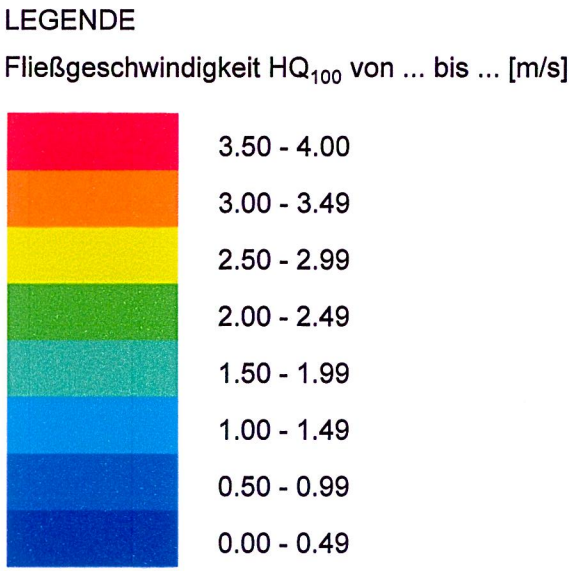 LEGENDE
Fließgeschwindigkeit HQ100 von ... bis ... [m/s]
3.50 - 4.00
3.00 - 3.49
2.50 - 2.99
2.00 - 2.49
1.50 - 1.99
1.00 - 1.49
0.50 - 0.99
0.00 - 0.49